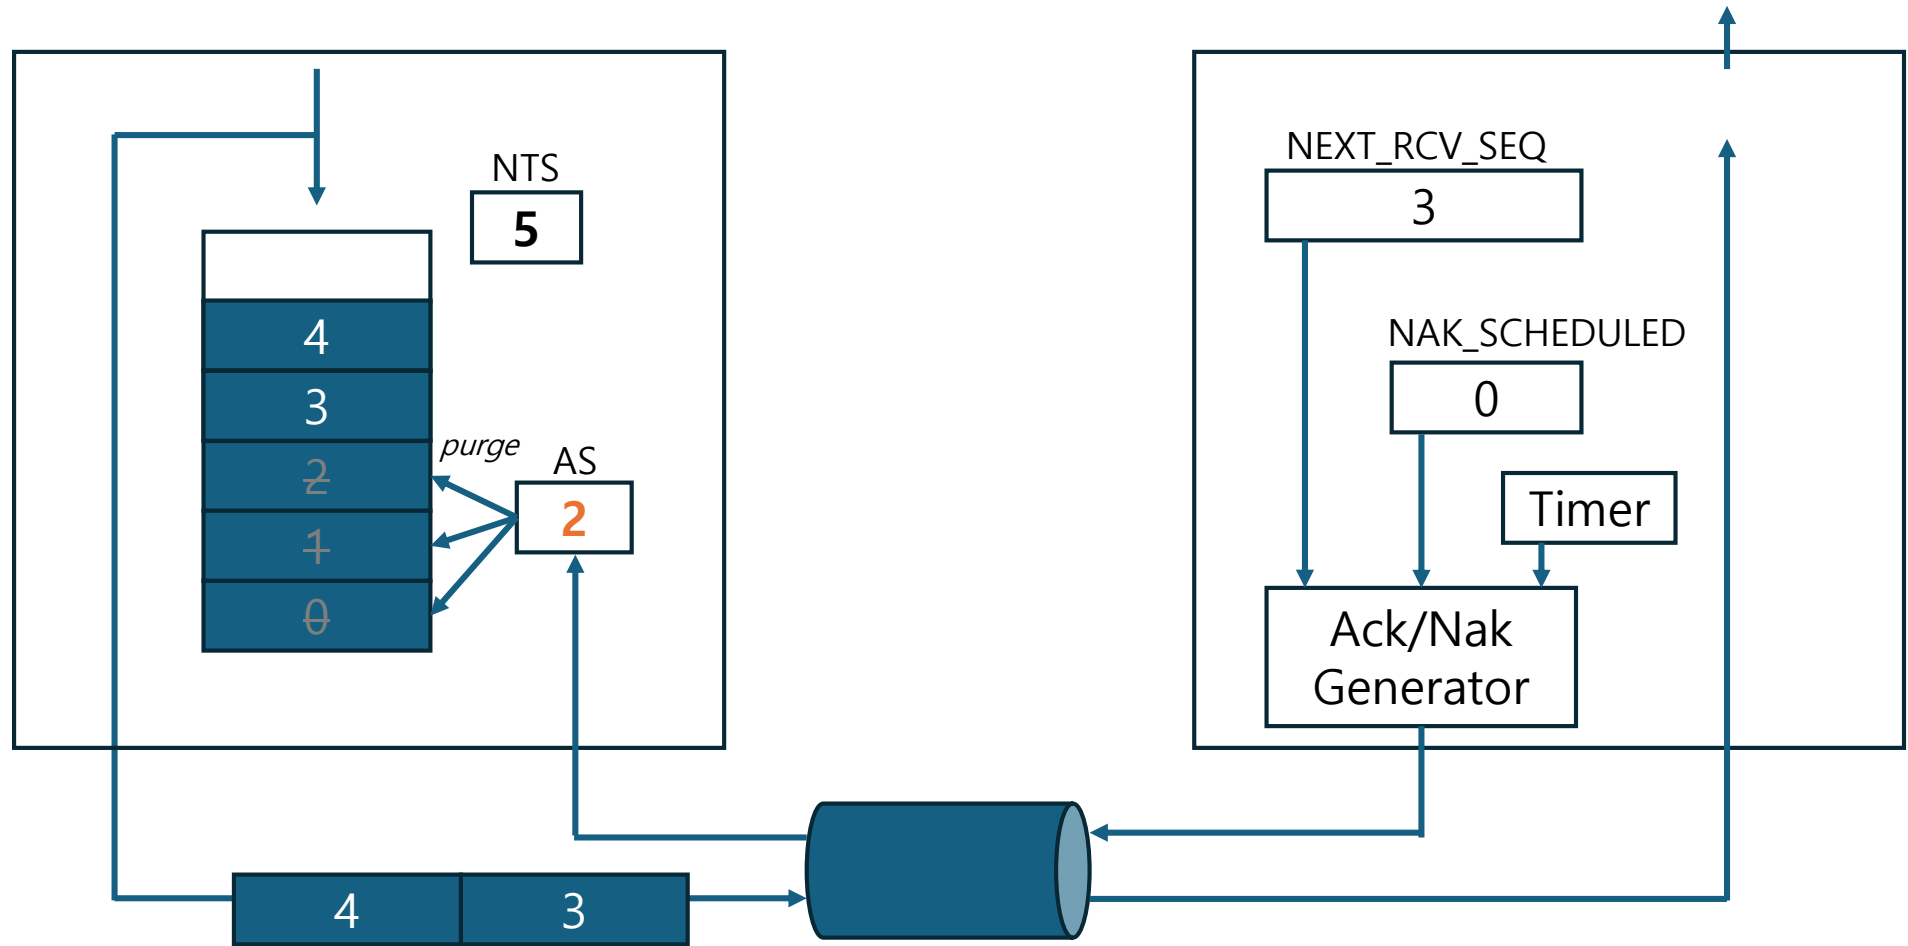 NTS
5
4
3
2
1
0
purge
AS
2
4
3
NEXT_RCV_SEQ
3
NAK_SCHEDULED
0
Timer
Ack/Nak
Generator